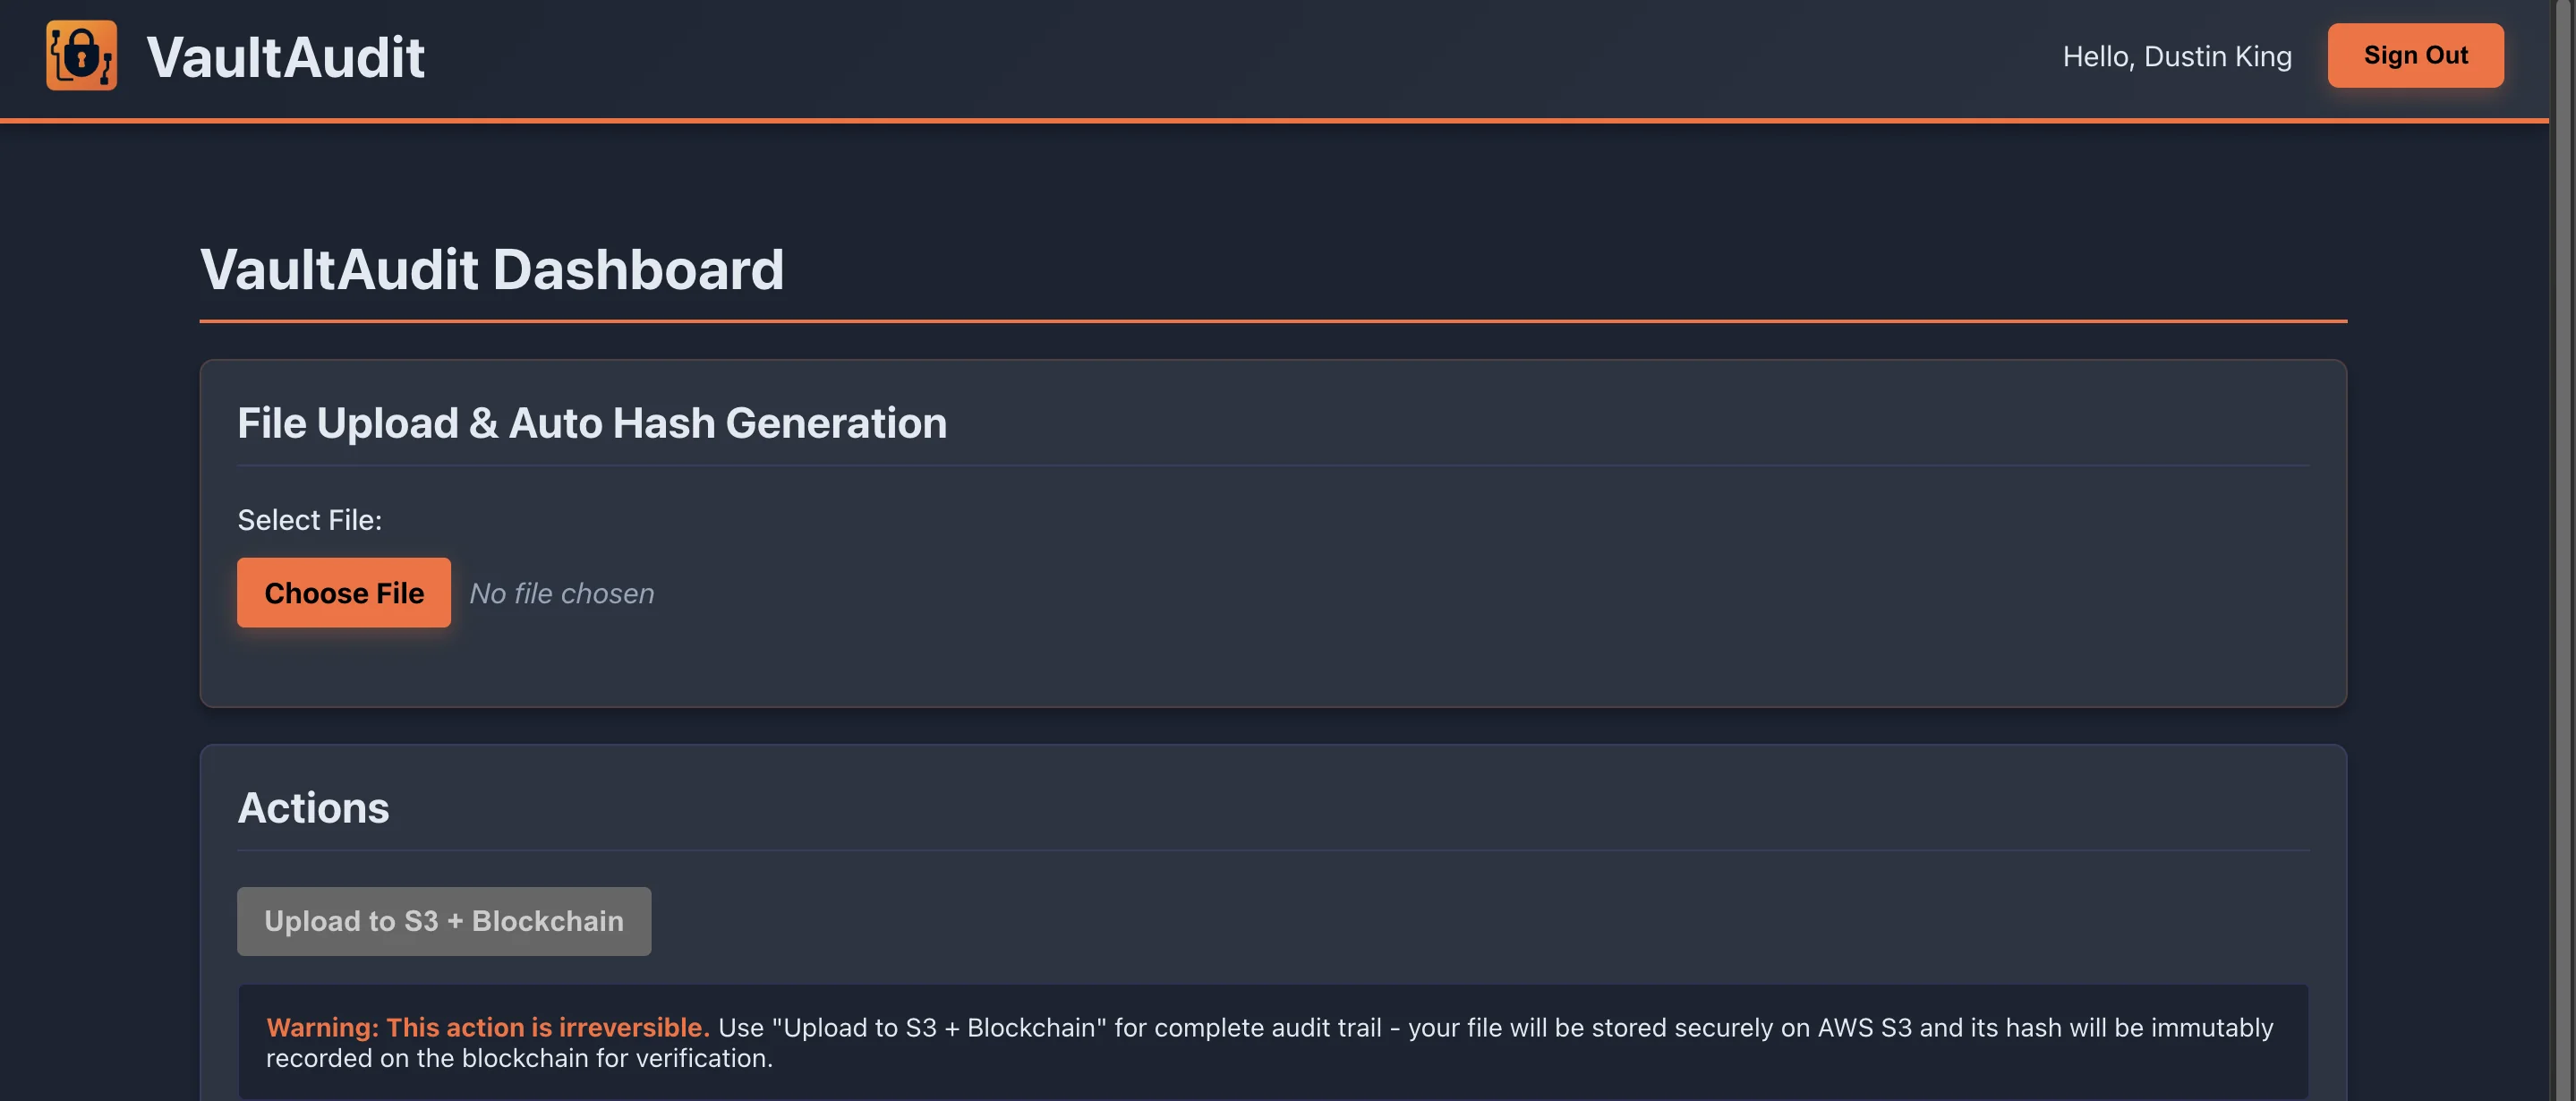 VaultAudit
Hello, Dustin King
Sign Out
VaultAudit Dashboard
File Upload & Auto Hash Generation
Select File:
Choose File
No file chosen
Actions
Upload to S3 + Blockchain
Warning: This action is irreversible. Use "Upload to S3 + Blockchain" for complete audit trail - your file will be stored securely on AWS S3 and its hash will be immutably
recorded on the blockchain for verification.